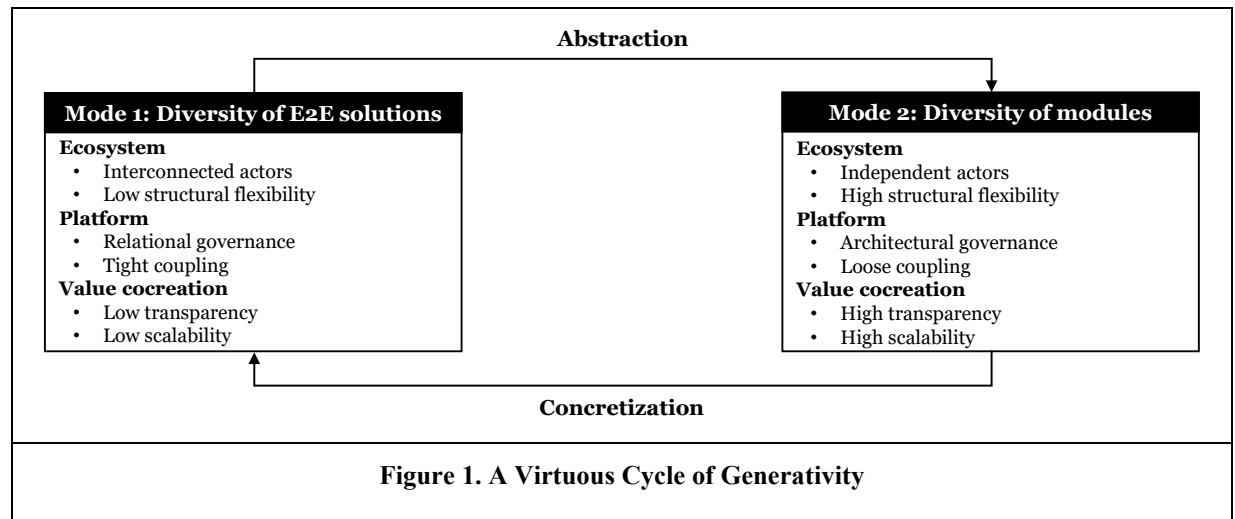 Abstraction
Mode 1: Diversity of E2E solutions
Ecosystem
• Interconnected actors
• Low structural flexibility
Platform
• Relational governance
• Tight coupling
Value cocreation
• Low transparency
• Low scalability
Mode 2: Diversity of modules
Ecosystem
• Independent actors
• High structural flexibility
Platform
• Architectural governance
• Loose coupling
Value cocreation
• High transparency
• High scalability
Concretization
Figure 1. A Virtuous Cycle of Generativity